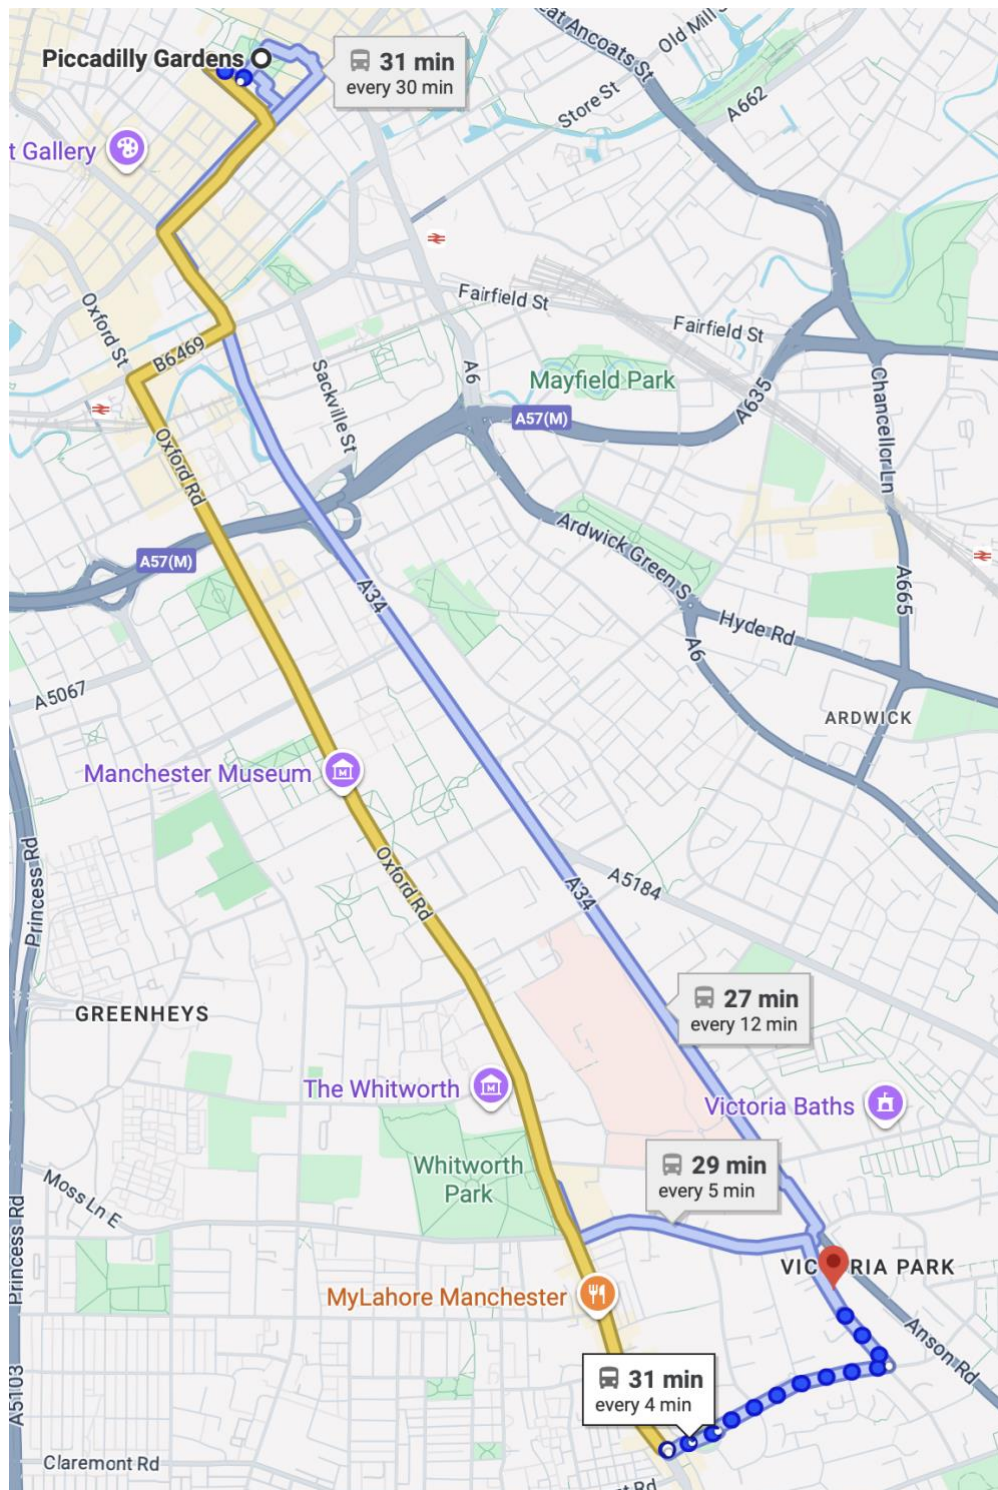 at Ancoats St
Old Mill S
Piccadilly Gardens
31 min
every 30 min
Store St
A662
t Gallery
Oxford St
Fairfield St
Fairfield St
B6469
Sackville St
A6
Mayfield Park
A635
Chancellor Ln
A57(M)
Oxford Rd
Ardwick Green S
A57(M)
A34
A665
Hyde Rd
A6
A5067
ARDWICK
Manchester Museum
Princess Rd
Oxford Rd
A34
A5184
27 min
every 12 min
GREENHEYS
The Whitworth
Victoria Baths
Whitworth
Park
29 min
every 5 min
Moss Ln E
Princess Rd
VIC RIA PARK
MyLahore Manchester
Anson Rd
31 min
every 4 min
A5103
Claremont Rd
t Rd